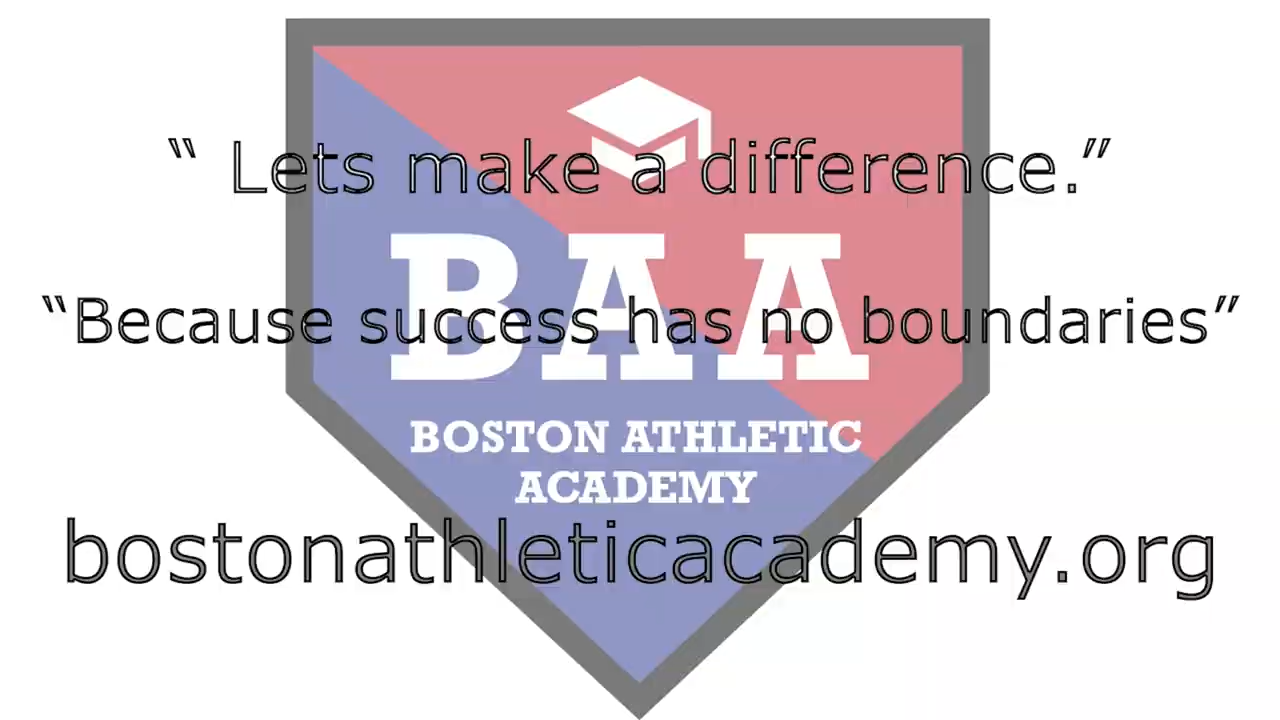 “ Lets make a difference.”
BAA
“Because success has no boundaries”
BOSTON ATHLETIC
ACADEMY
bostonathleticacademy.org